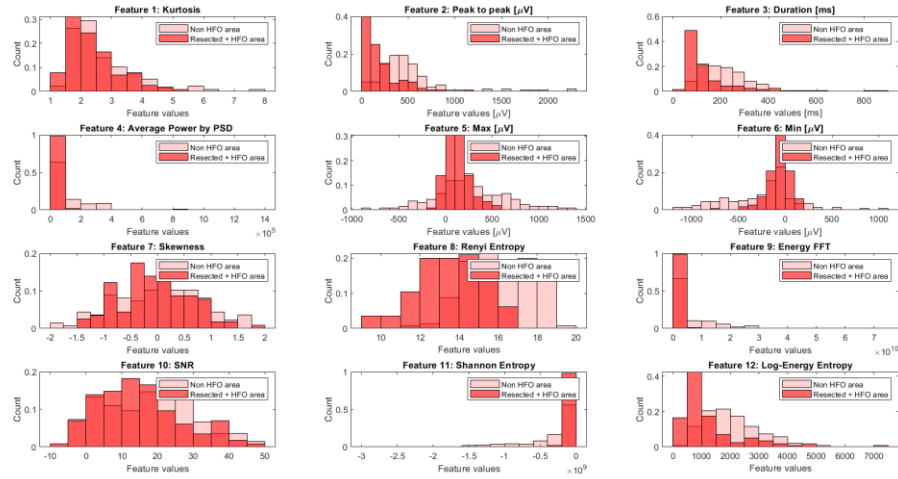 Feature 1: Kurtosis
Count
0.3
0.2
0.1
0
1 2 3 4 5 6 7 8
Feature values
Non HFO area
Resected + HFO area
Feature 2: Peak to peak [µV]
Count
0.4
0.2
0
0 500 1000 1500 2000
Feature values [µV]
Non HFO area
Resected + HFO area
Feature 3: Duration [ms]
Count
0.6
0.4
0.2
0
0 200 400 600 800
Feature values [ms]
Non HFO area
Resected + HFO area
Feature 4: Average Power by PSD
Count
1
0.5
0
0 2 4 6 8 10 12 14
Feature values
× 10⁵
Non HFO area
Resected + HFO area
Feature 5: Max [µV]
Count
0.3
0.2
0.1
0
-1000 -500 0 500 1000 1500
Feature values [µV]
Non HFO area
Resected + HFO area
Feature 6: Min [µV]
Count
0.4
0.2
0
-1000 -500 0 500 1000
Feature values [µV]
Non HFO area
Resected + HFO area
Feature 7: Skewness
Count
0.2
0.1
0
-2 -1.5 -1 -0.5 0 0.5 1 1.5 2
Feature values
Non HFO area
Resected + HFO area
Feature 8: Renyi Entropy
Count
0.2
0.1
0
10 12 14 16 18 20
Feature values
Non HFO area
Resected + HFO area
Feature 9: Energy FFT
Count
1
0.5
0
0 2 4 6
Feature values
× 10¹⁰
Non HFO area
Resected + HFO area
Feature 10: SNR
Count
0.2
0.1
0
-10 0 10 20 30 40 50
Feature values
Non HFO area
Resected + HFO area
Feature 11: Shannon Entropy
Count
1
0.5
0
-3 -2.5 -2 -1.5 -1 -0.5 0
Feature values
× 10⁹
Non HFO area
Resected + HFO area
Feature 12: Log-Energy Entropy
Count
0.4
0.2
0
0 1000 2000 3000 4000 5000 6000 7000
Feature values
Non HFO area
Resected + HFO area